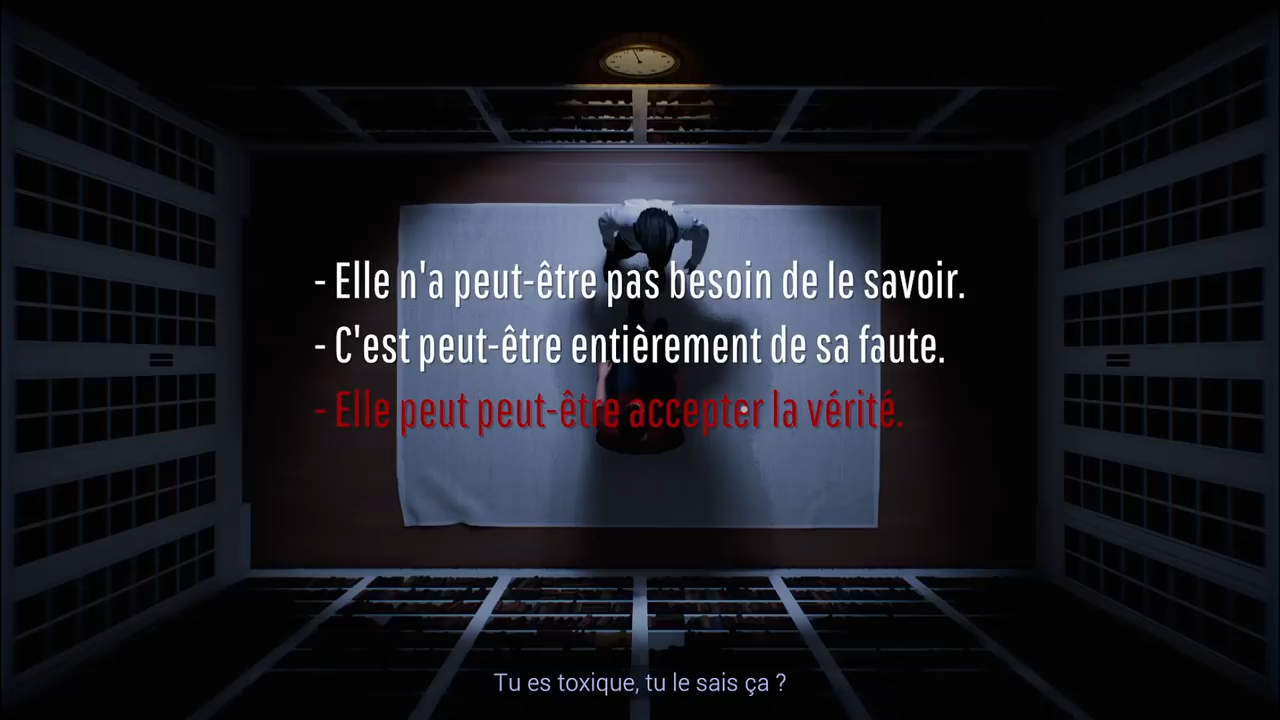 - Elle n'a peut-être pas besoin de le savoir.
- C'est peut-être entièrement de sa faute.
- Elle peut peut-être accepter la vérité.
Tu es toxique, tu le sais ça ?